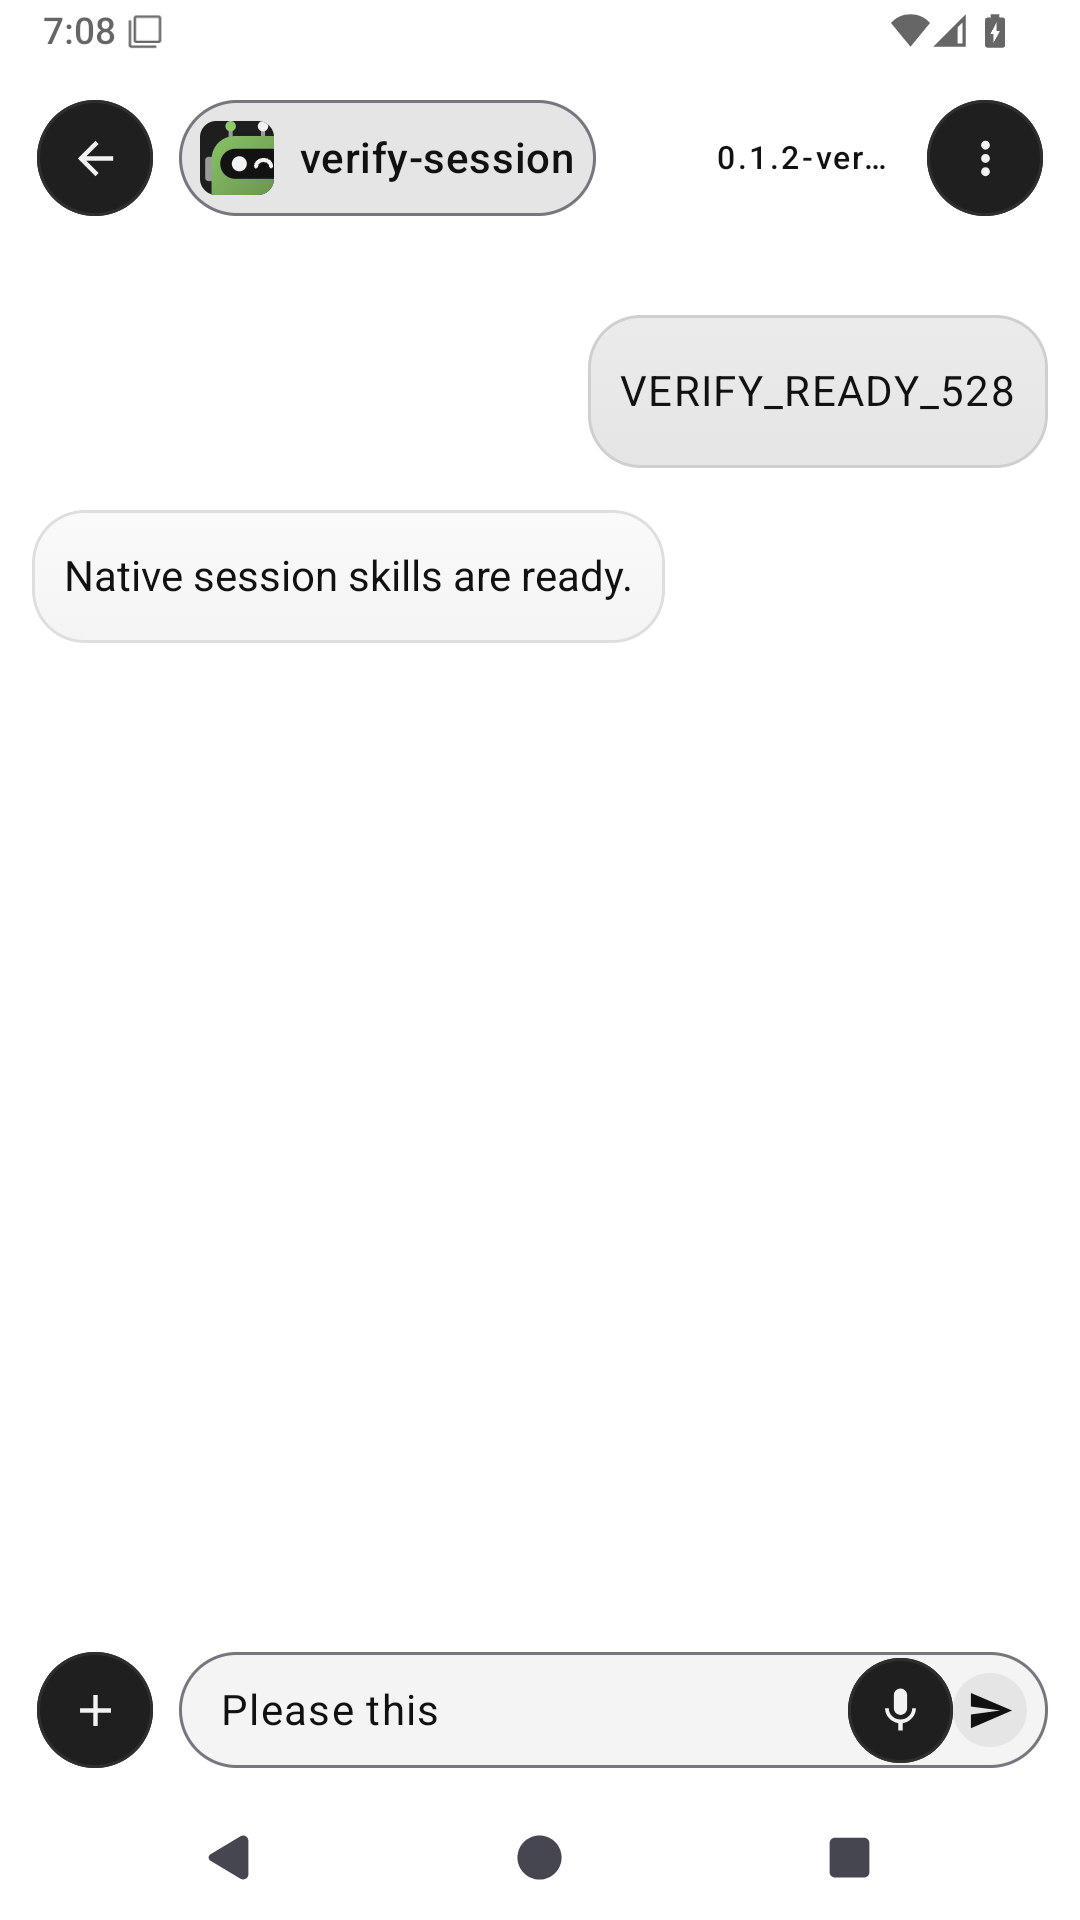 7:08
verify-session
0.1.2-ver…
VERIFY_READY_528
Native session skills are ready.
Please this